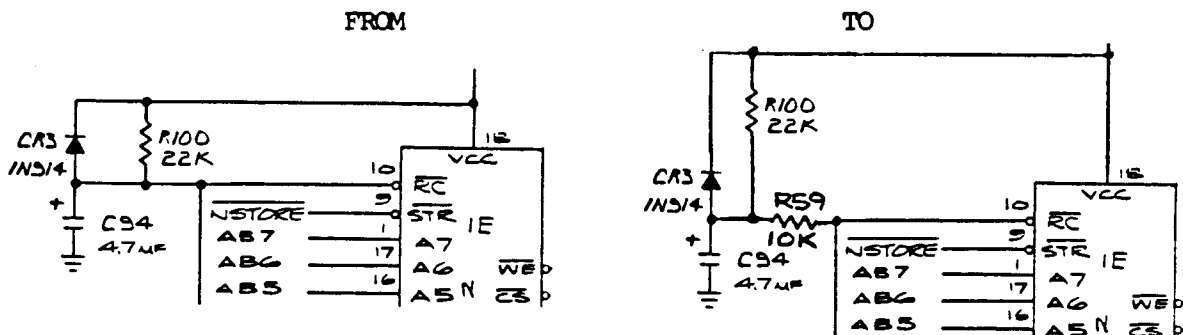 FROM
TO
CR3
1N914
R100
22K
18
VCC
10
RC
9
NSTORE
STR
1E
+
C94
4.7µF
AB7
1
A7
AB6
17
A6
WE
AB5
16
A5
N
CS
R100
22K
CR3
1N914
R59
10K
18
VCC
10
RC
9
NSTORE
STR
1E
+
C94
4.7µF
AB7
1
A7
AB6
17
A6
WE
AB5
16
A5
N
CS